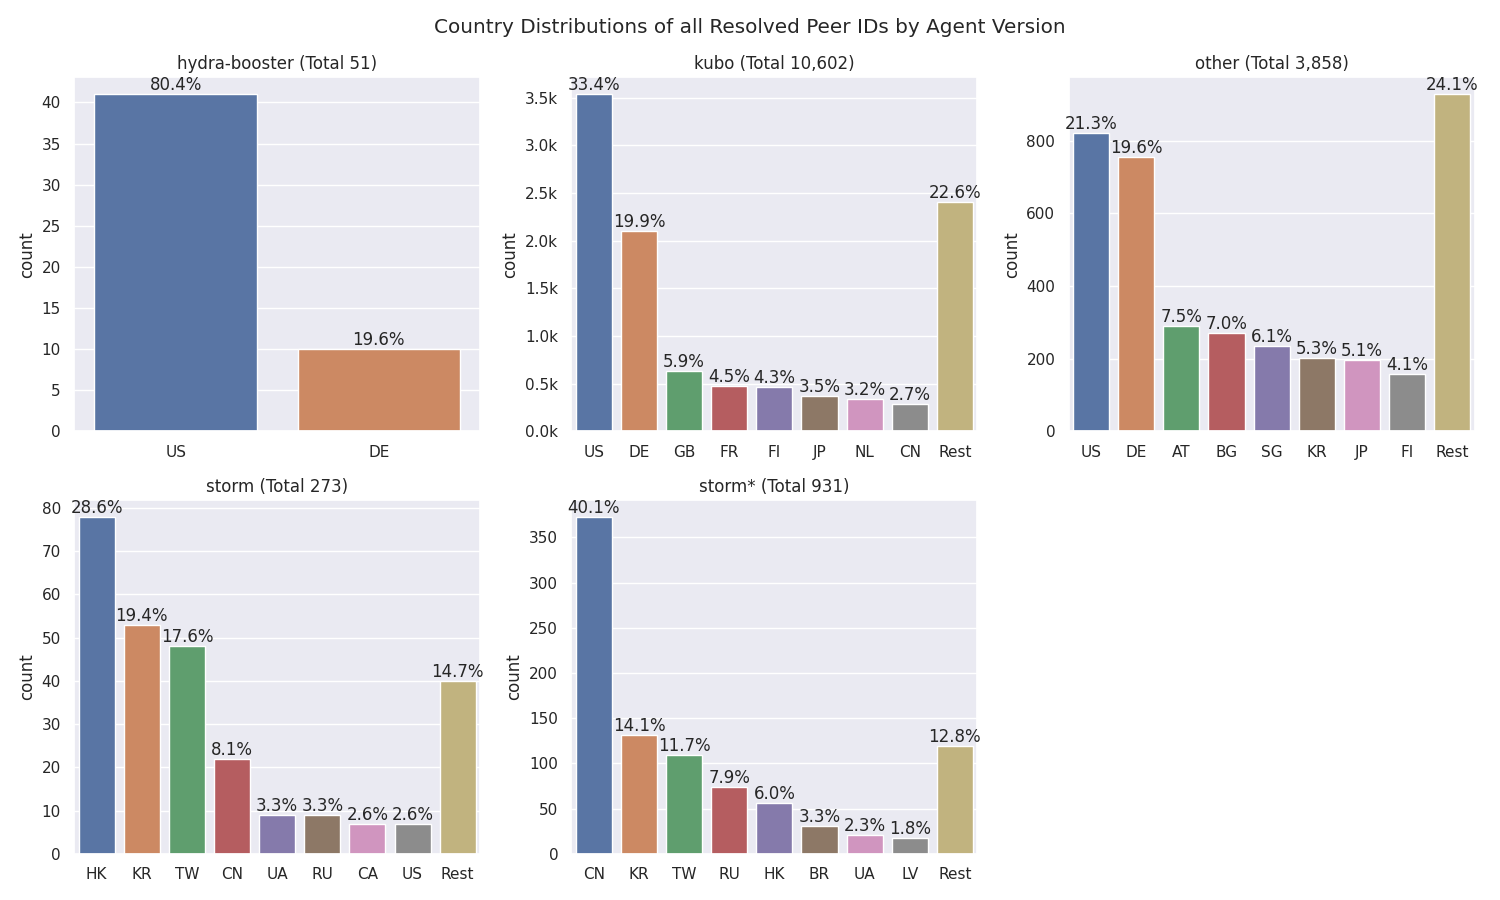 Country Distributions of all Resolved Peer IDs by Agent Version
hydra-booster (Total 51)
80.4%
19.6%
40
35
30
25
20
15
10
5
0
count
US DE
kubo (Total 10,602)
33.4%
19.9%
5.9%
4.5%
4.3%
3.5%
3.2%
2.7%
22.6%
3.5k
3.0k
2.5k
2.0k
1.5k
1.0k
0.5k
0.0k
count
US DE GB FR FI JP NL CN Rest
other (Total 3,858)
21.3%
19.6%
7.5%
7.0%
6.1%
5.3%
5.1%
4.1%
24.1%
800
600
400
200
0
count
US DE AT BG SG KR JP FI Rest
storm (Total 273)
28.6%
19.4%
17.6%
8.1%
3.3%
3.3%
2.6%
2.6%
14.7%
80
70
60
50
40
30
20
10
0
count
HK KR TW CN UA RU CA US Rest
storm* (Total 931)
40.1%
14.1%
11.7%
7.9%
6.0%
3.3%
2.3%
1.8%
12.8%
350
300
250
200
150
100
50
0
count
CN KR TW RU HK BR UA LV Rest